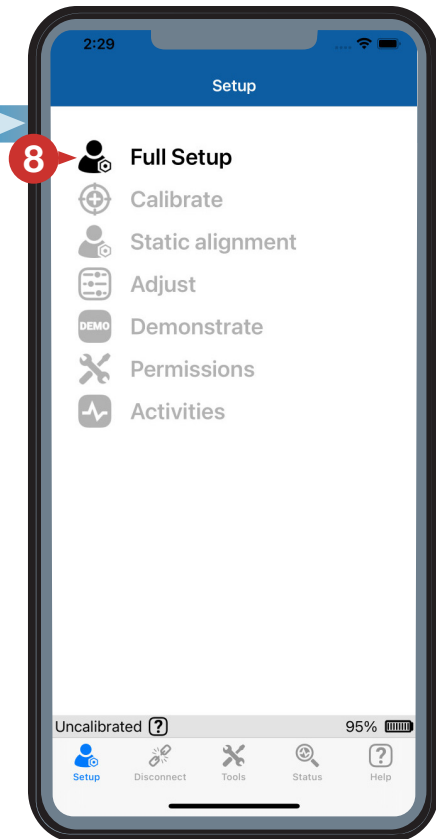 2:29
Setup
8
Full Setup
Calibrate
Static alignment
Adjust
DEMO Demonstrate
Permissions
Activities
Uncalibrated ? 95%
Setup Disconnect Tools Status ? Help